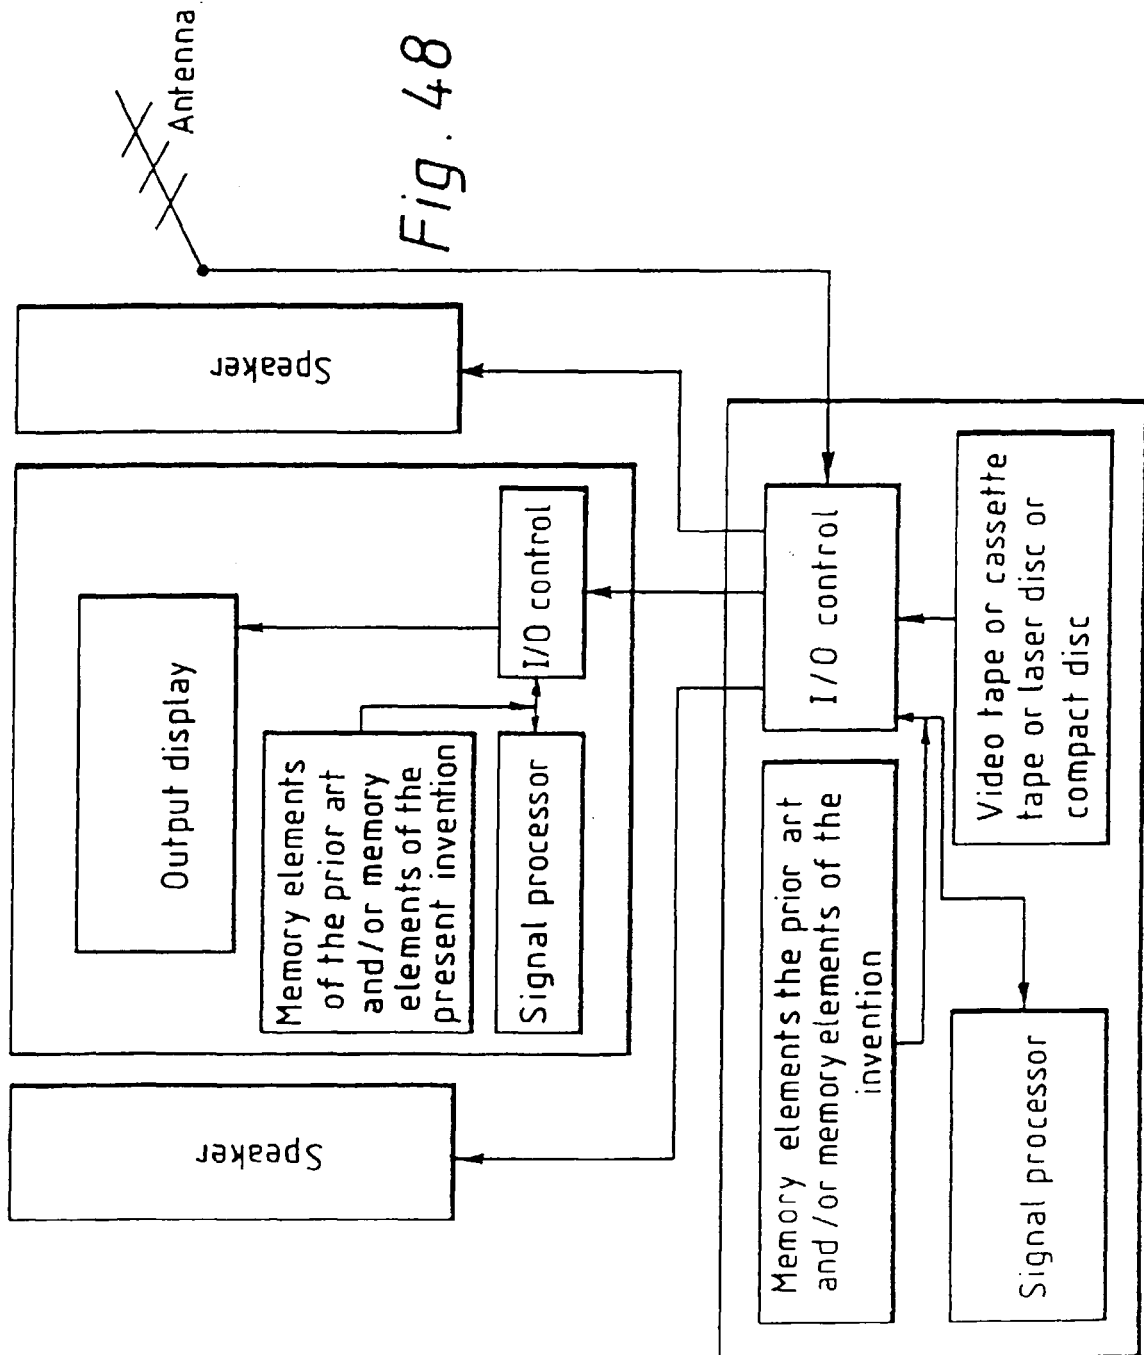 Antenna
Fig. 48
Speaker
Output display
I/O control
Memory elements
of the prior art
and/or memory
elements of the
present invention
Signal processor
Speaker
I/O control
Memory elements the prior art
and/or memory elements of the
invention
Video tape or cassette
tape or laser disc or
compact disc
Signal processor